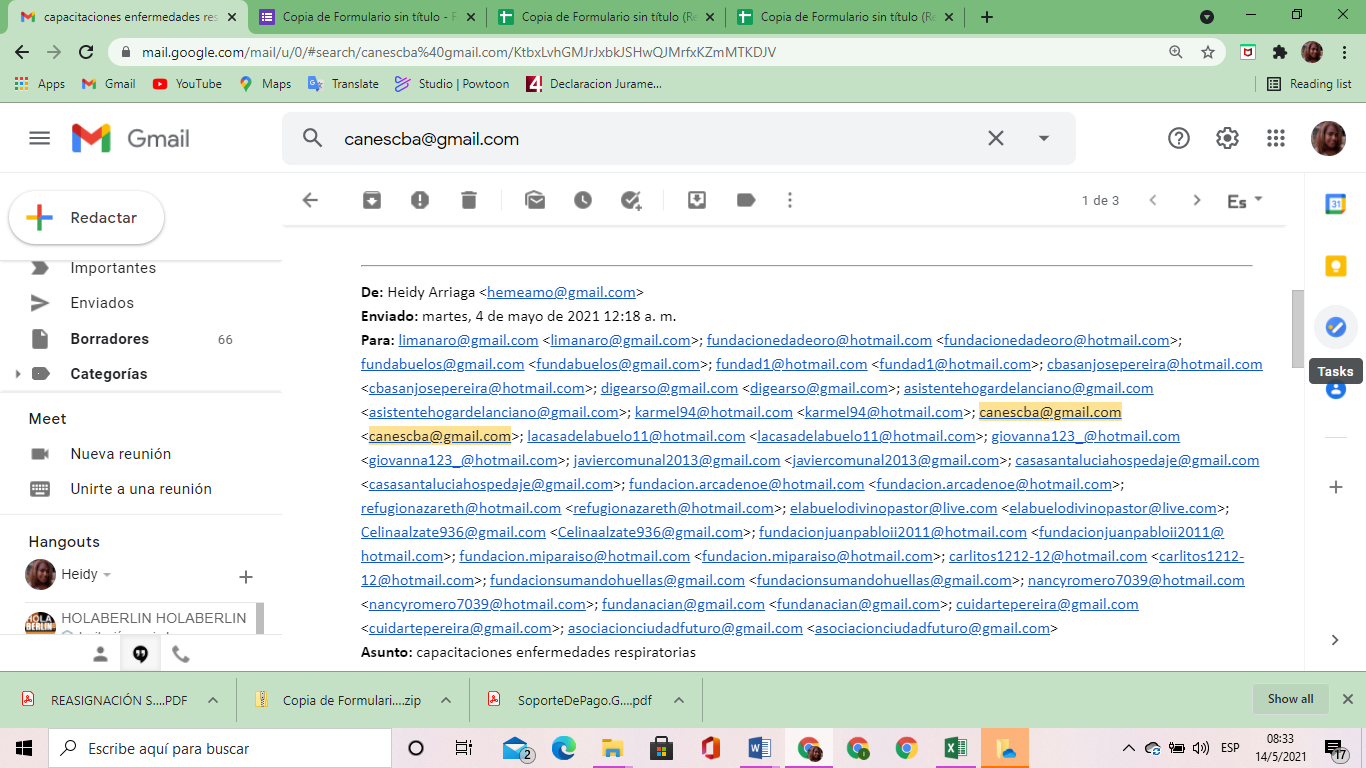 capacitaciones enfermedades res
Copia de Formulario sin título - F
Copia de Formulario sin título (Re
Copia de Formulario sin título (Re
mail.google.com/mail/u/0/#search/canescba%40gmail.com/KtbxLvhGMJrJxbkJSHwQJMrfxKZmMTKDJV
Apps
Gmail
YouTube
Maps
Translate
Studio | Powtoon
Declaracion Jurame...
Reading list
Gmail
canescba@gmail.com
Redactar
1 de 3
Es
31
Importantes
Enviados
Borradores 66
Categorías
Meet
Nueva reunión
Unirte a una reunión
Hangouts
Heidy
HOLABERLIN HOLABERLIN
HOLA BERLIN
De: Heidy Arriaga <hemeamo@gmail.com>
Enviado: martes, 4 de mayo de 2021 12:18 a. m.
Para: limanaro@gmail.com <limanaro@gmail.com>; fundacionedadeoro@hotmail.com <fundacionedadeoro@hotmail.com>;
fundabuelos@gmail.com <fundabuelos@gmail.com>; fundad1@hotmail.com <fundad1@hotmail.com>; cbasanjosepereira@hotmail.com
<cbasanjosepereira@hotmail.com>; digearso@gmail.com <digearso@gmail.com>; asistentehogardelanciano@gmail.com
<asistentehogardelanciano@gmail.com>; karmel94@hotmail.com <karmel94@hotmail.com>; canescba@gmail.com
<canescba@gmail.com>; lacasadelabuelo11@hotmail.com <lacasadelabuelo11@hotmail.com>; giovanna123_@hotmail.com
<giovanna123_@hotmail.com>; javiercomunal2013@gmail.com <javiercomunal2013@gmail.com>; casasantaluciahospedaje@gmail.com
<casasantaluciahospedaje@gmail.com>; fundacion.arcadenoe@hotmail.com <fundacion.arcadenoe@hotmail.com>;
refugionazareth@hotmail.com <refugionazareth@hotmail.com>; elabuelodivinopastor@live.com <elabuelodivinopastor@live.com>;
Celinaalzate936@gmail.com <Celinaalzate936@gmail.com>; fundacionjuanpabloii2011@hotmail.com <fundacionjuanpabloii2011@
hotmail.com>; fundacion.miparaiso@hotmail.com <fundacion.miparaiso@hotmail.com>; carlitos1212-12@hotmail.com <carlitos1212-
12@hotmail.com>; fundacionsumandohuellas@gmail.com <fundacionsumandohuellas@gmail.com>; nancyromero7039@hotmail.com
<nancyromero7039@hotmail.com>; fundanacian@gmail.com <fundanacian@gmail.com>; cuidartepereira@gmail.com
<cuidartepereira@gmail.com>; asociacionciudadfuturo@gmail.com <asociacionciudadfuturo@gmail.com>
Asunto: capacitaciones enfermedades respiratorias
Tasks
REASIGNACIÓN S....PDF
Copia de Formulari....zip
SoporteDePago.G....pdf
Show all
Escribe aquí para buscar
2
ESP
08:33
14/5/2021
17